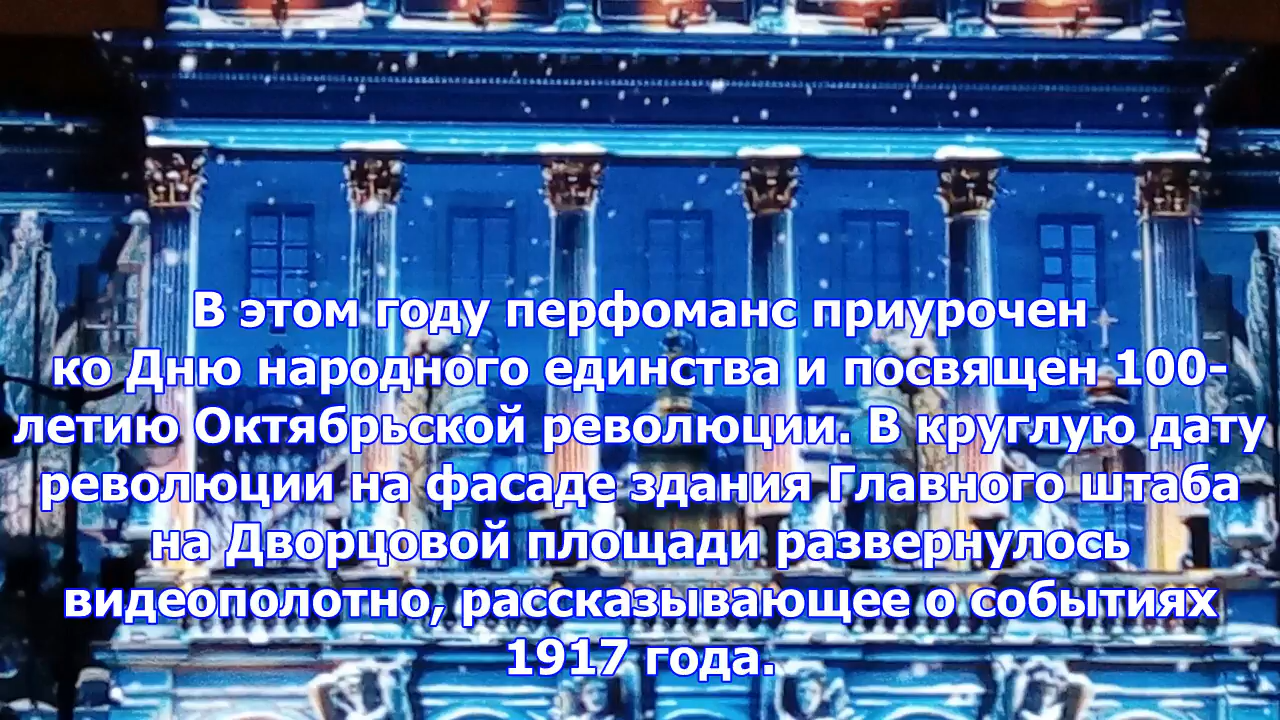 В этом году перфоманс приурочен
ко Дню народного единства и посвящен 100-
летию Октябрьской революции. В круглую дату
революции на фасаде здания Главного штаба
на Дворцовой площади развернулось
видеополотно, рассказывающее о событиях
1917 года.